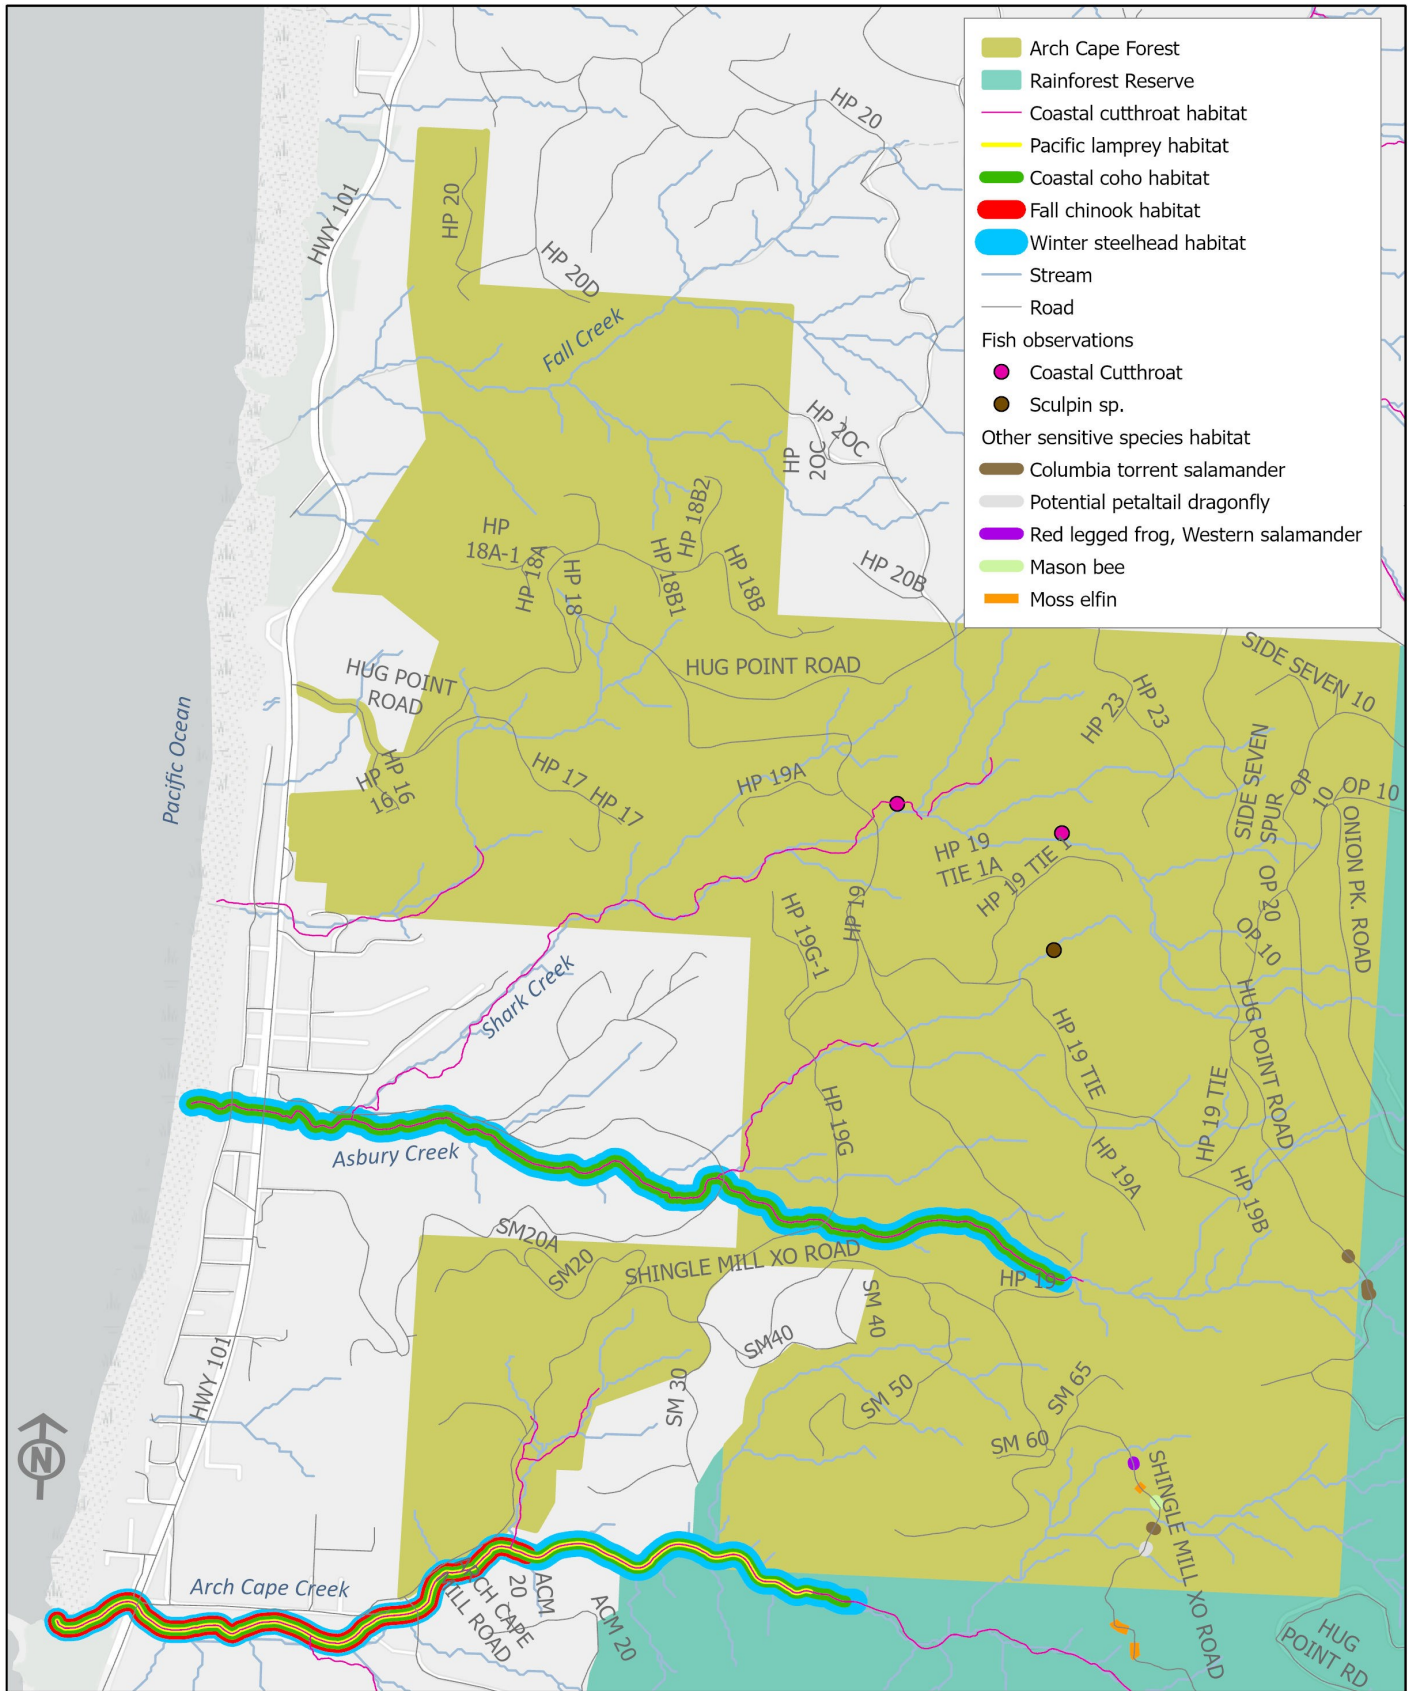 Arch Cape Forest
Rainforest Reserve
Coastal cutthroat habitat
Pacific lamprey habitat
Coastal coho habitat
Fall chinook habitat
Winter steelhead habitat
Stream
Road
Fish observations
Coastal Cutthroat
Sculpin sp.
Other sensitive species habitat
Columbia torrent salamander
Potential petaltail dragonfly
Red legged frog, Western salamander
Mason bee
Moss elfin
HP 20
HWY 101
HP 20
HP 20D
Fall Creek
HP 2OC
HP
2OC
HP
18A-1
HP 18A
HP 18
HP 18B1
HP 18B2
HP 18B
HP 20B
HUG POINT
ROAD
HUG POINT ROAD
SIDE SEVEN 10
HP 23
HP 23
Pacific Ocean
HP
16
HP 16
HP 17
HP 17
HP 19A
SIDE SEVEN
SPUR
OP
10
OP 10
HP 19
TIE 1A
HP 19 TIE 1
OP 20
ONION PK. ROAD
HP 19
HP 19G-1
OP 10
Shark Creek
HUG POINT ROAD
HP 19 TIE
HP 19 TIE
HP 19G
Asbury Creek
HP 19A
HP 19B
SM20A
SM20
SHINGLE MILL XO ROAD
HP 19
SM 40
SM40
HWY 101
SM 30
SM 50
SM 65
SM 60
N
SHINGLE MILL XO ROAD
Arch Cape Creek
ARCH CAPE
MILL ROAD
ACM
20
ACM 20
HUG
POINT RD